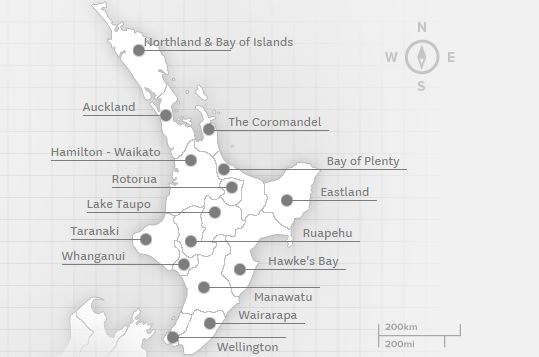 N
Northland & Bay of Islands
W
E
S
Auckland
The Coromandel
Hamilton - Waikato
Bay of Plenty
Rotorua
Eastland
Lake Taupo
Taranaki
Ruapehu
Whanganui
Hawke's Bay
Manawatu
Wairarapa
200km
200mi
Wellington